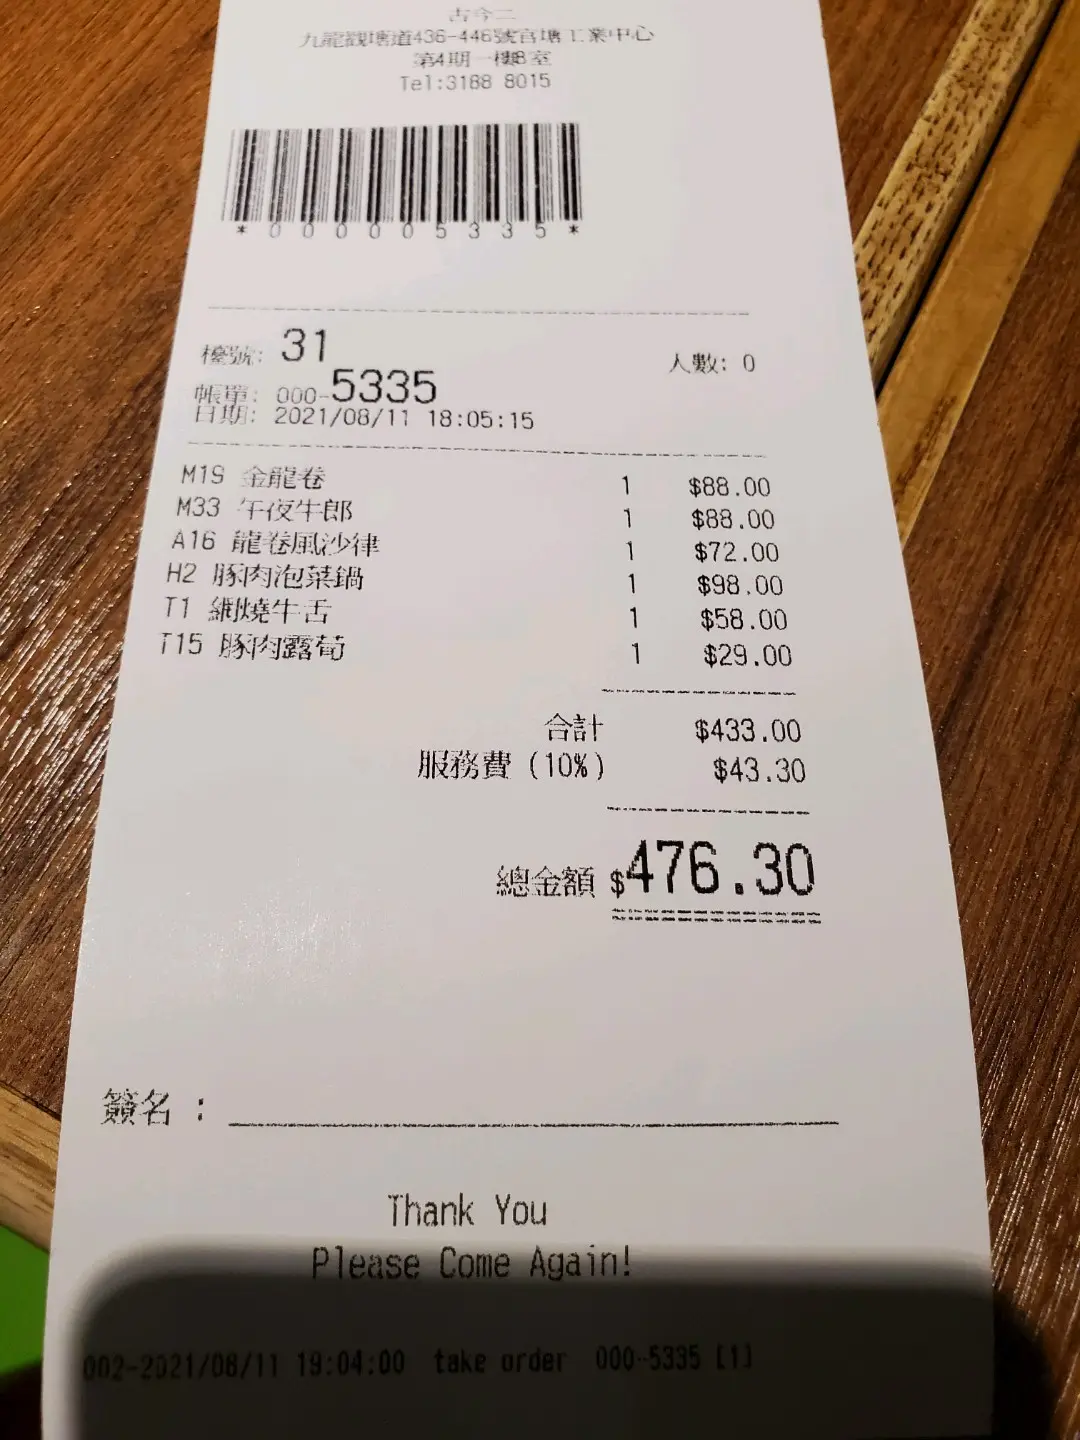 古今二
九龍觀塘道436-446號官塘工業中心
第4期一樓B室
Tel:3188 8015
*000005335*
檯號: 31 人數: 0
帳單: 000-5335
日期: 2021/08/11 18:05:15
M19 金龍卷 1 $88.00
M33 午夜牛郎 1 $88.00
A16 龍卷風沙律 1 $72.00
H2 豚肉泡菜鍋 1 $98.00
T1 網燒牛舌 1 $58.00
T15 豚肉露荀 1 $29.00
合計 $433.00
服務費 (10%) $43.30
總金額 $476.30
簽名 :
Thank You
Please Come Again!
002-2021/08/11 19:04:00 take order 000-5335 [1]